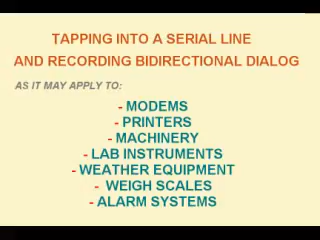 TAPPING INTO A SERIAL LINE
AND RECORDING BIDIRECTIONAL DIALOG
AS IT MAY APPLY TO:
- MODEMS
- PRINTERS
- MACHINERY
- LAB INSTRUMENTS
- WEATHER EQUIPMENT
- WEIGH SCALES
- ALARM SYSTEMS